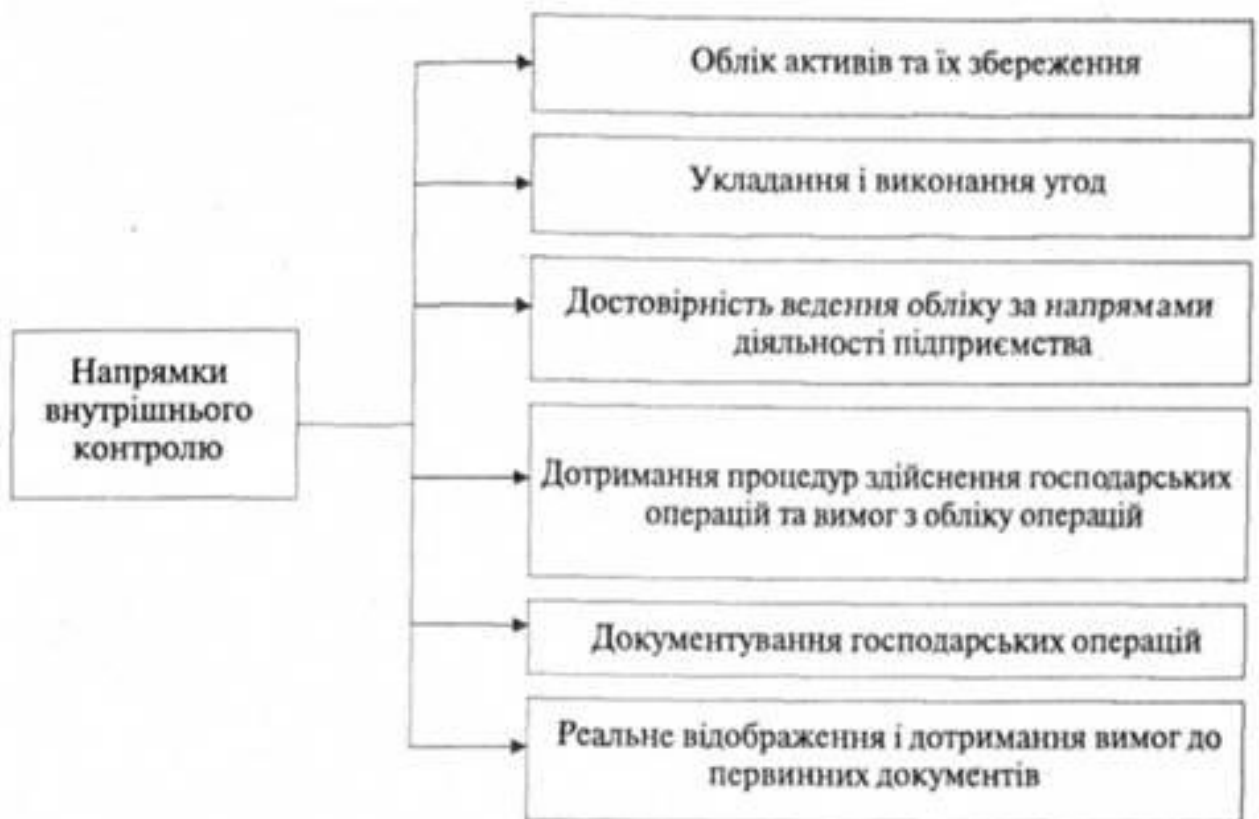 Напрямки
внутрішнього
контролю
Облік активів та їх збереження
Укладання і виконання угод
Достовірність ведення обліку за напрямами
діяльності підприємства
Дотримання процедур здійснення господарських
операцій та вимог з обліку операцій
Документування господарських операцій
Реальне відображення і дотримання вимог до
первинних документів